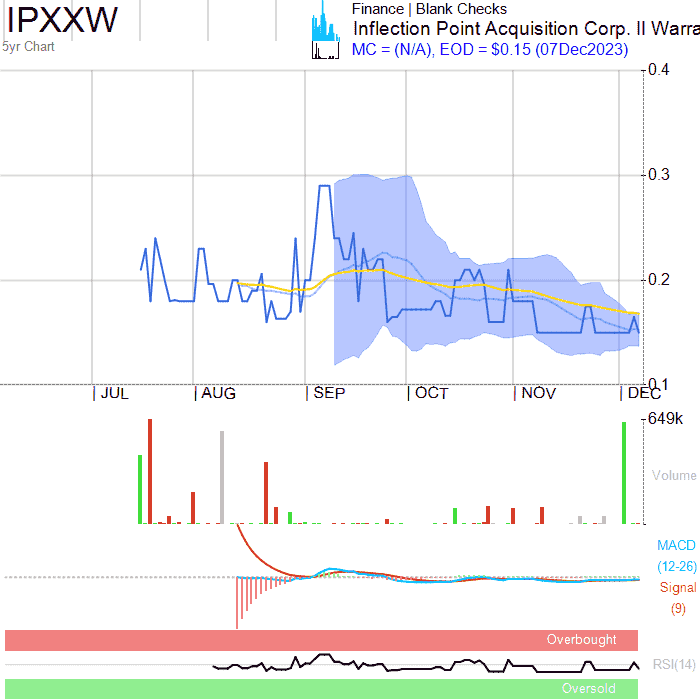 IPXXW
5yr Chart
Finance | Blank Checks
Inflection Point Acquisition Corp. II Warra
MC = (N/A), EOD = $0.15 (07Dec2023)
0.4
0.3
0.2
0.1
JUL
AUG
SEP
OCT
NOV
DEC
649k
Volume
MACD
(12-26)
Signal
(9)
Overbought
RSI(14)
Oversold